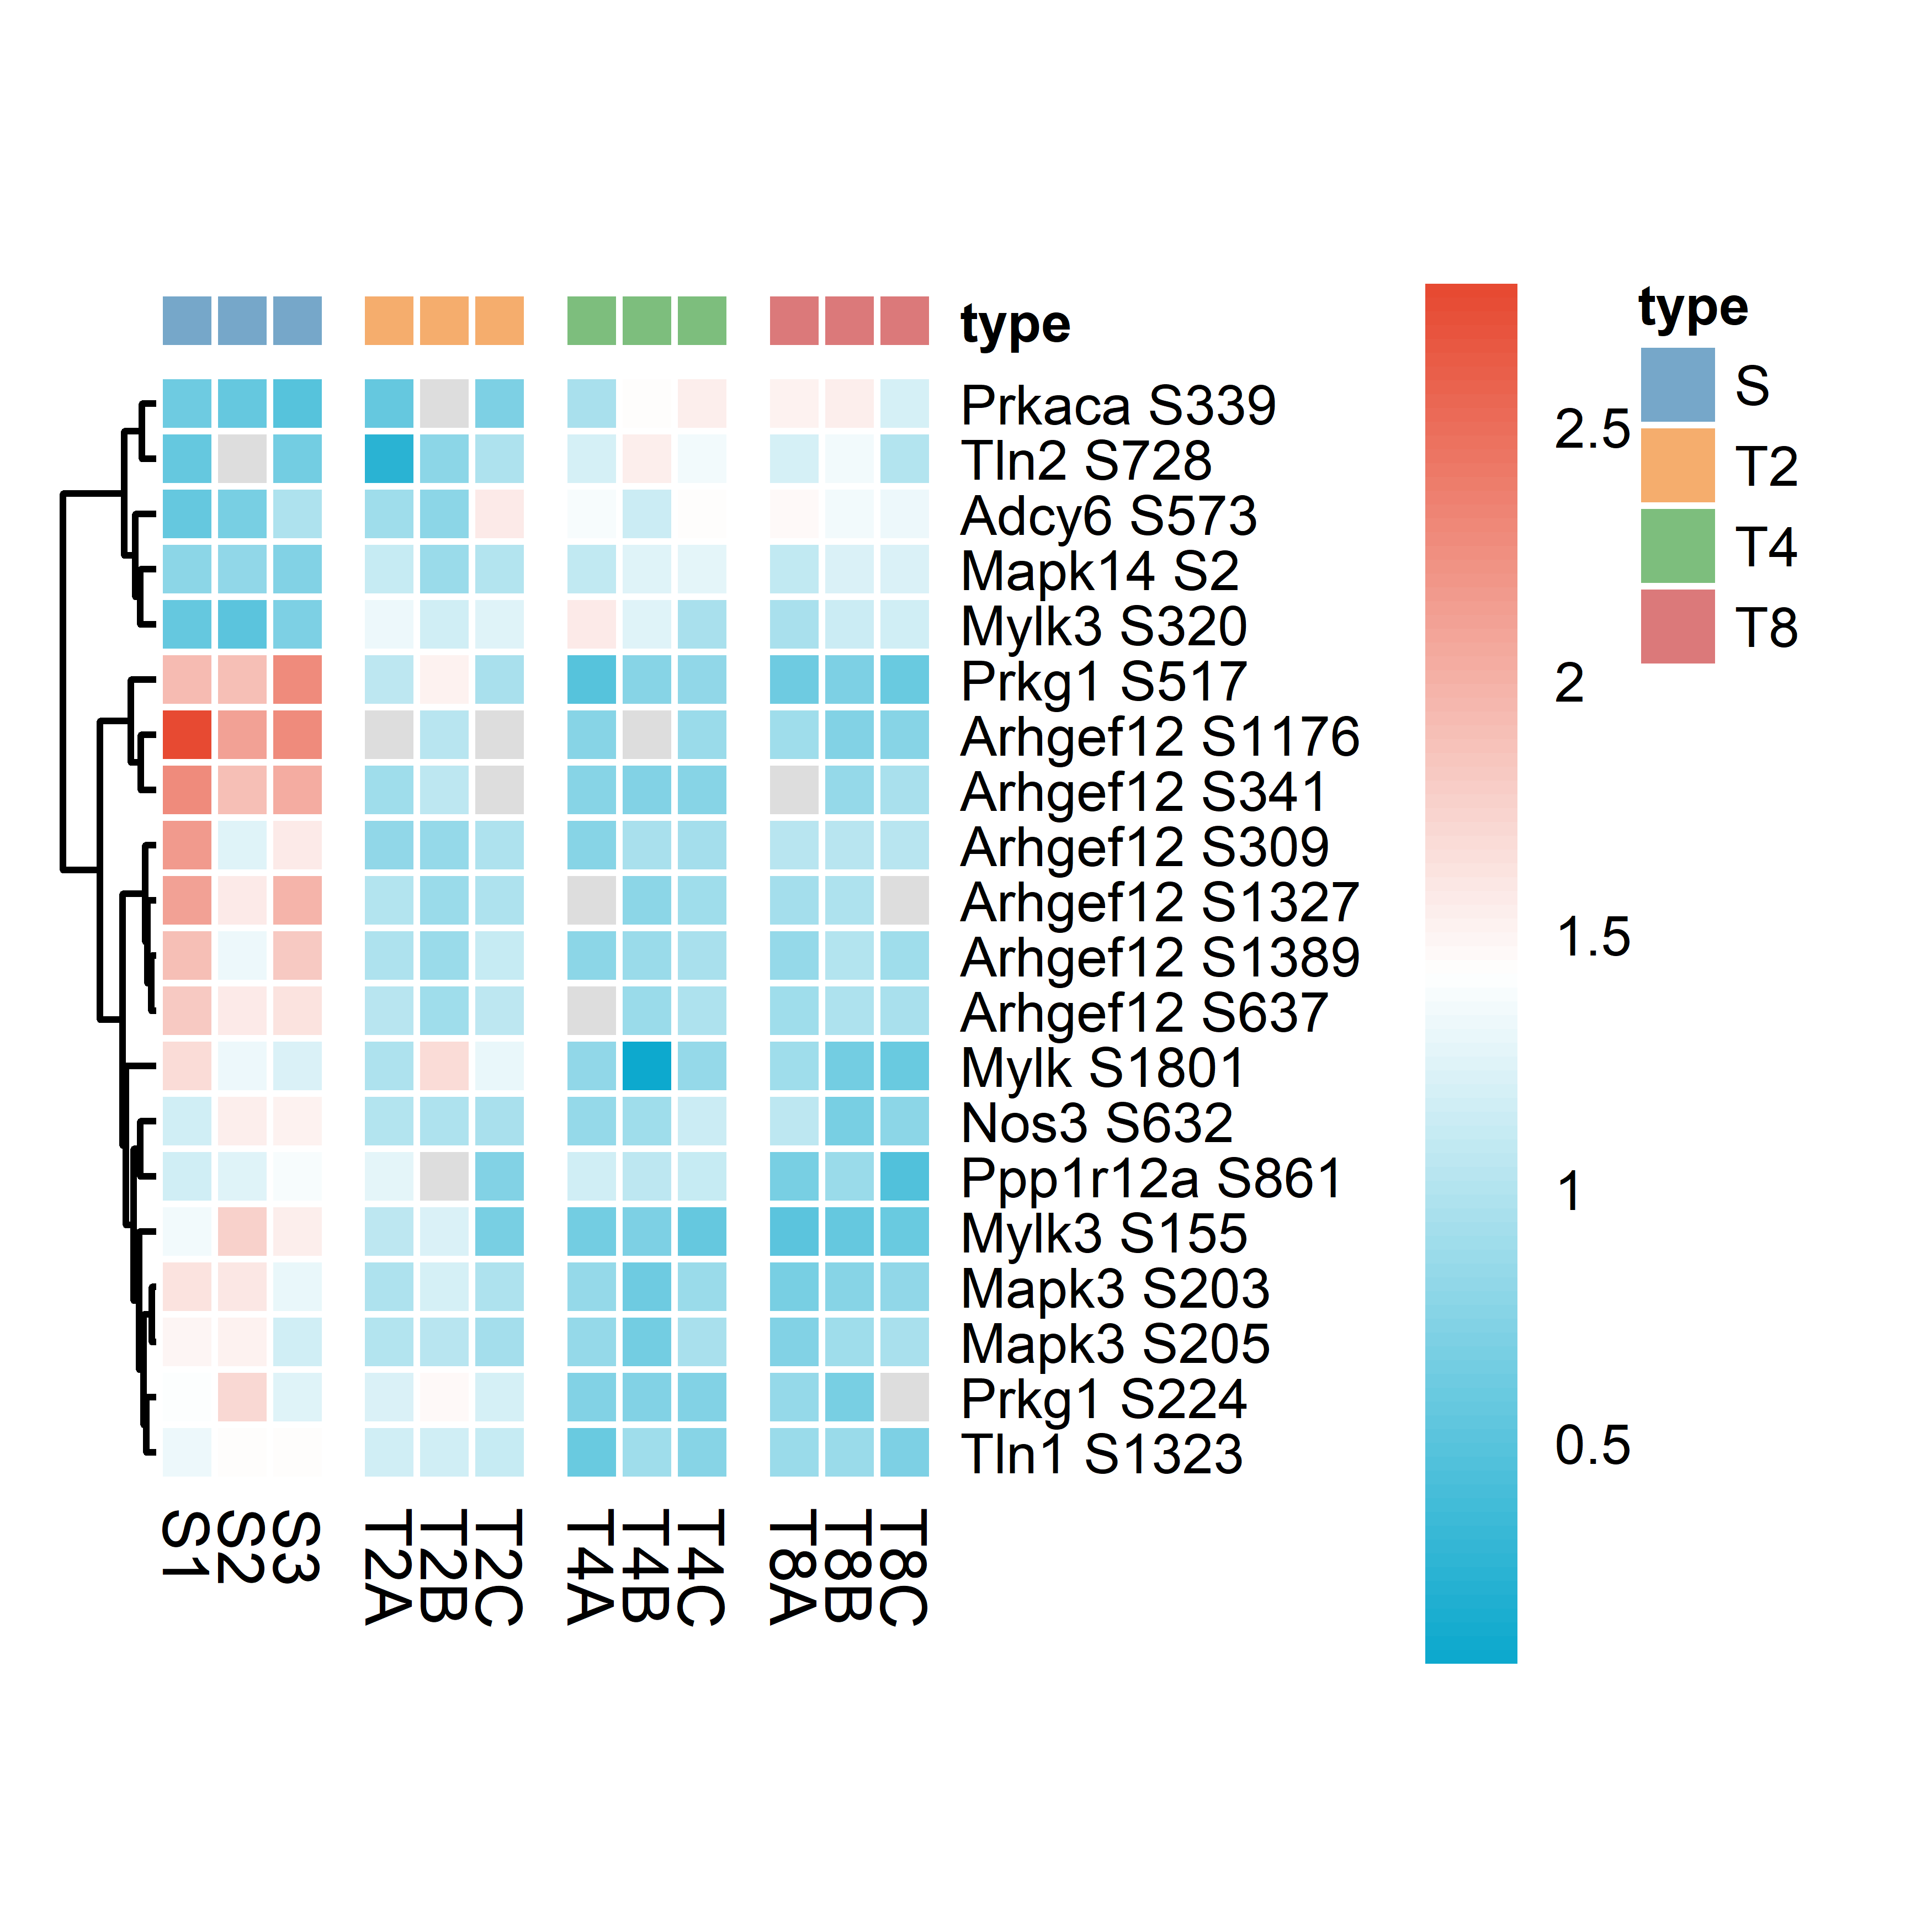 type
Prkaca S339
Tln2 S728
Adcy6 S573
Mapk14 S2
Mylk3 S320
Prkg1 S517
Arhgef12 S1176
Arhgef12 S341
Arhgef12 S309
Arhgef12 S1327
Arhgef12 S1389
Arhgef12 S637
Mylk S1801
Nos3 S632
Ppp1r12a S861
Mylk3 S155
Mapk3 S203
Mapk3 S205
Prkg1 S224
Tln1 S1323
S1
S2
S3
T2A
T2B
T2C
T4A
T4B
T4C
T8A
T8B
T8C
2.5
2
1.5
1
0.5
type
S
T2
T4
T8